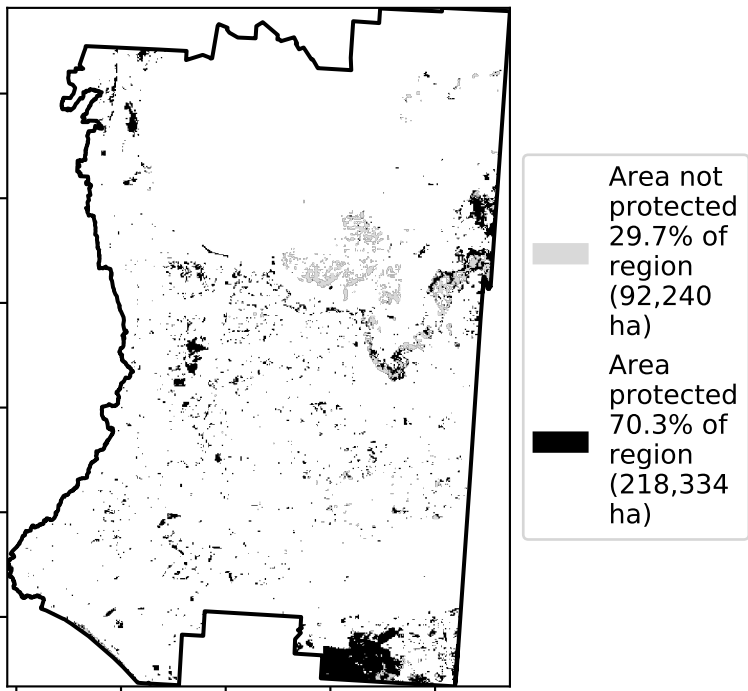 Area not
protected
29.7% of
region
(92,240
ha)
Area
protected
70.3% of
region
(218,334
ha)